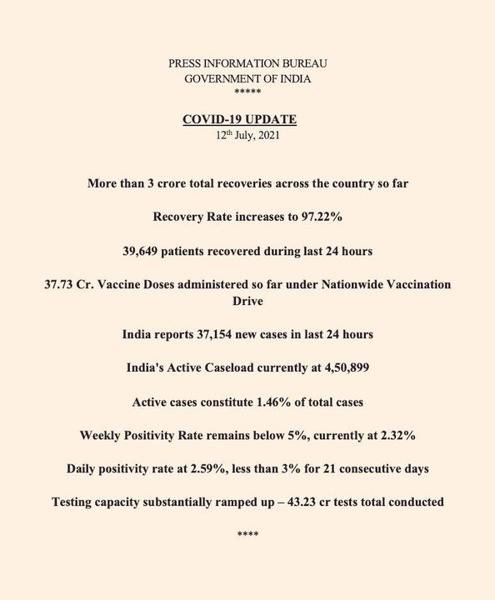 PRESS INFORMATION BUREAU
GOVERNMENT OF INDIA
*****
COVID-19 UPDATE
12th July, 2021
More than 3 crore total recoveries across the country so far
Recovery Rate increases to 97.22%
39,649 patients recovered during last 24 hours
37.73 Cr. Vaccine Doses administered so far under Nationwide Vaccination
Drive
India reports 37,154 new cases in last 24 hours
India's Active Caseload currently at 4,50,899
Active cases constitute 1.46% of total cases
Weekly Positivity Rate remains below 5%, currently at 2.32%
Daily positivity rate at 2.59%, less than 3% for 21 consecutive days
Testing capacity substantially ramped up – 43.23 cr tests total conducted
****